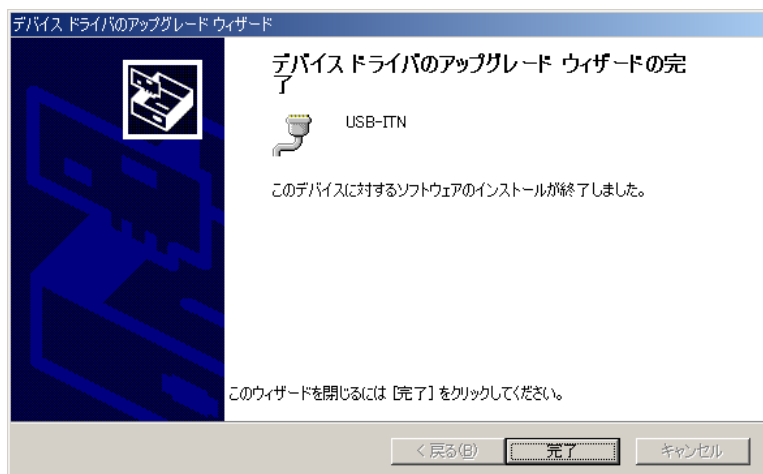 デバイス ドライバのアップグレード ウィザード
デバイス ドライバのアップグレード ウィザードの完
了
USB-ITN
このデバイスに対するソフトウェアのインストールが終了しました。
このウィザードを閉じるには [完了] をクリックしてください。
< 戻る(B)
完了
キャンセル